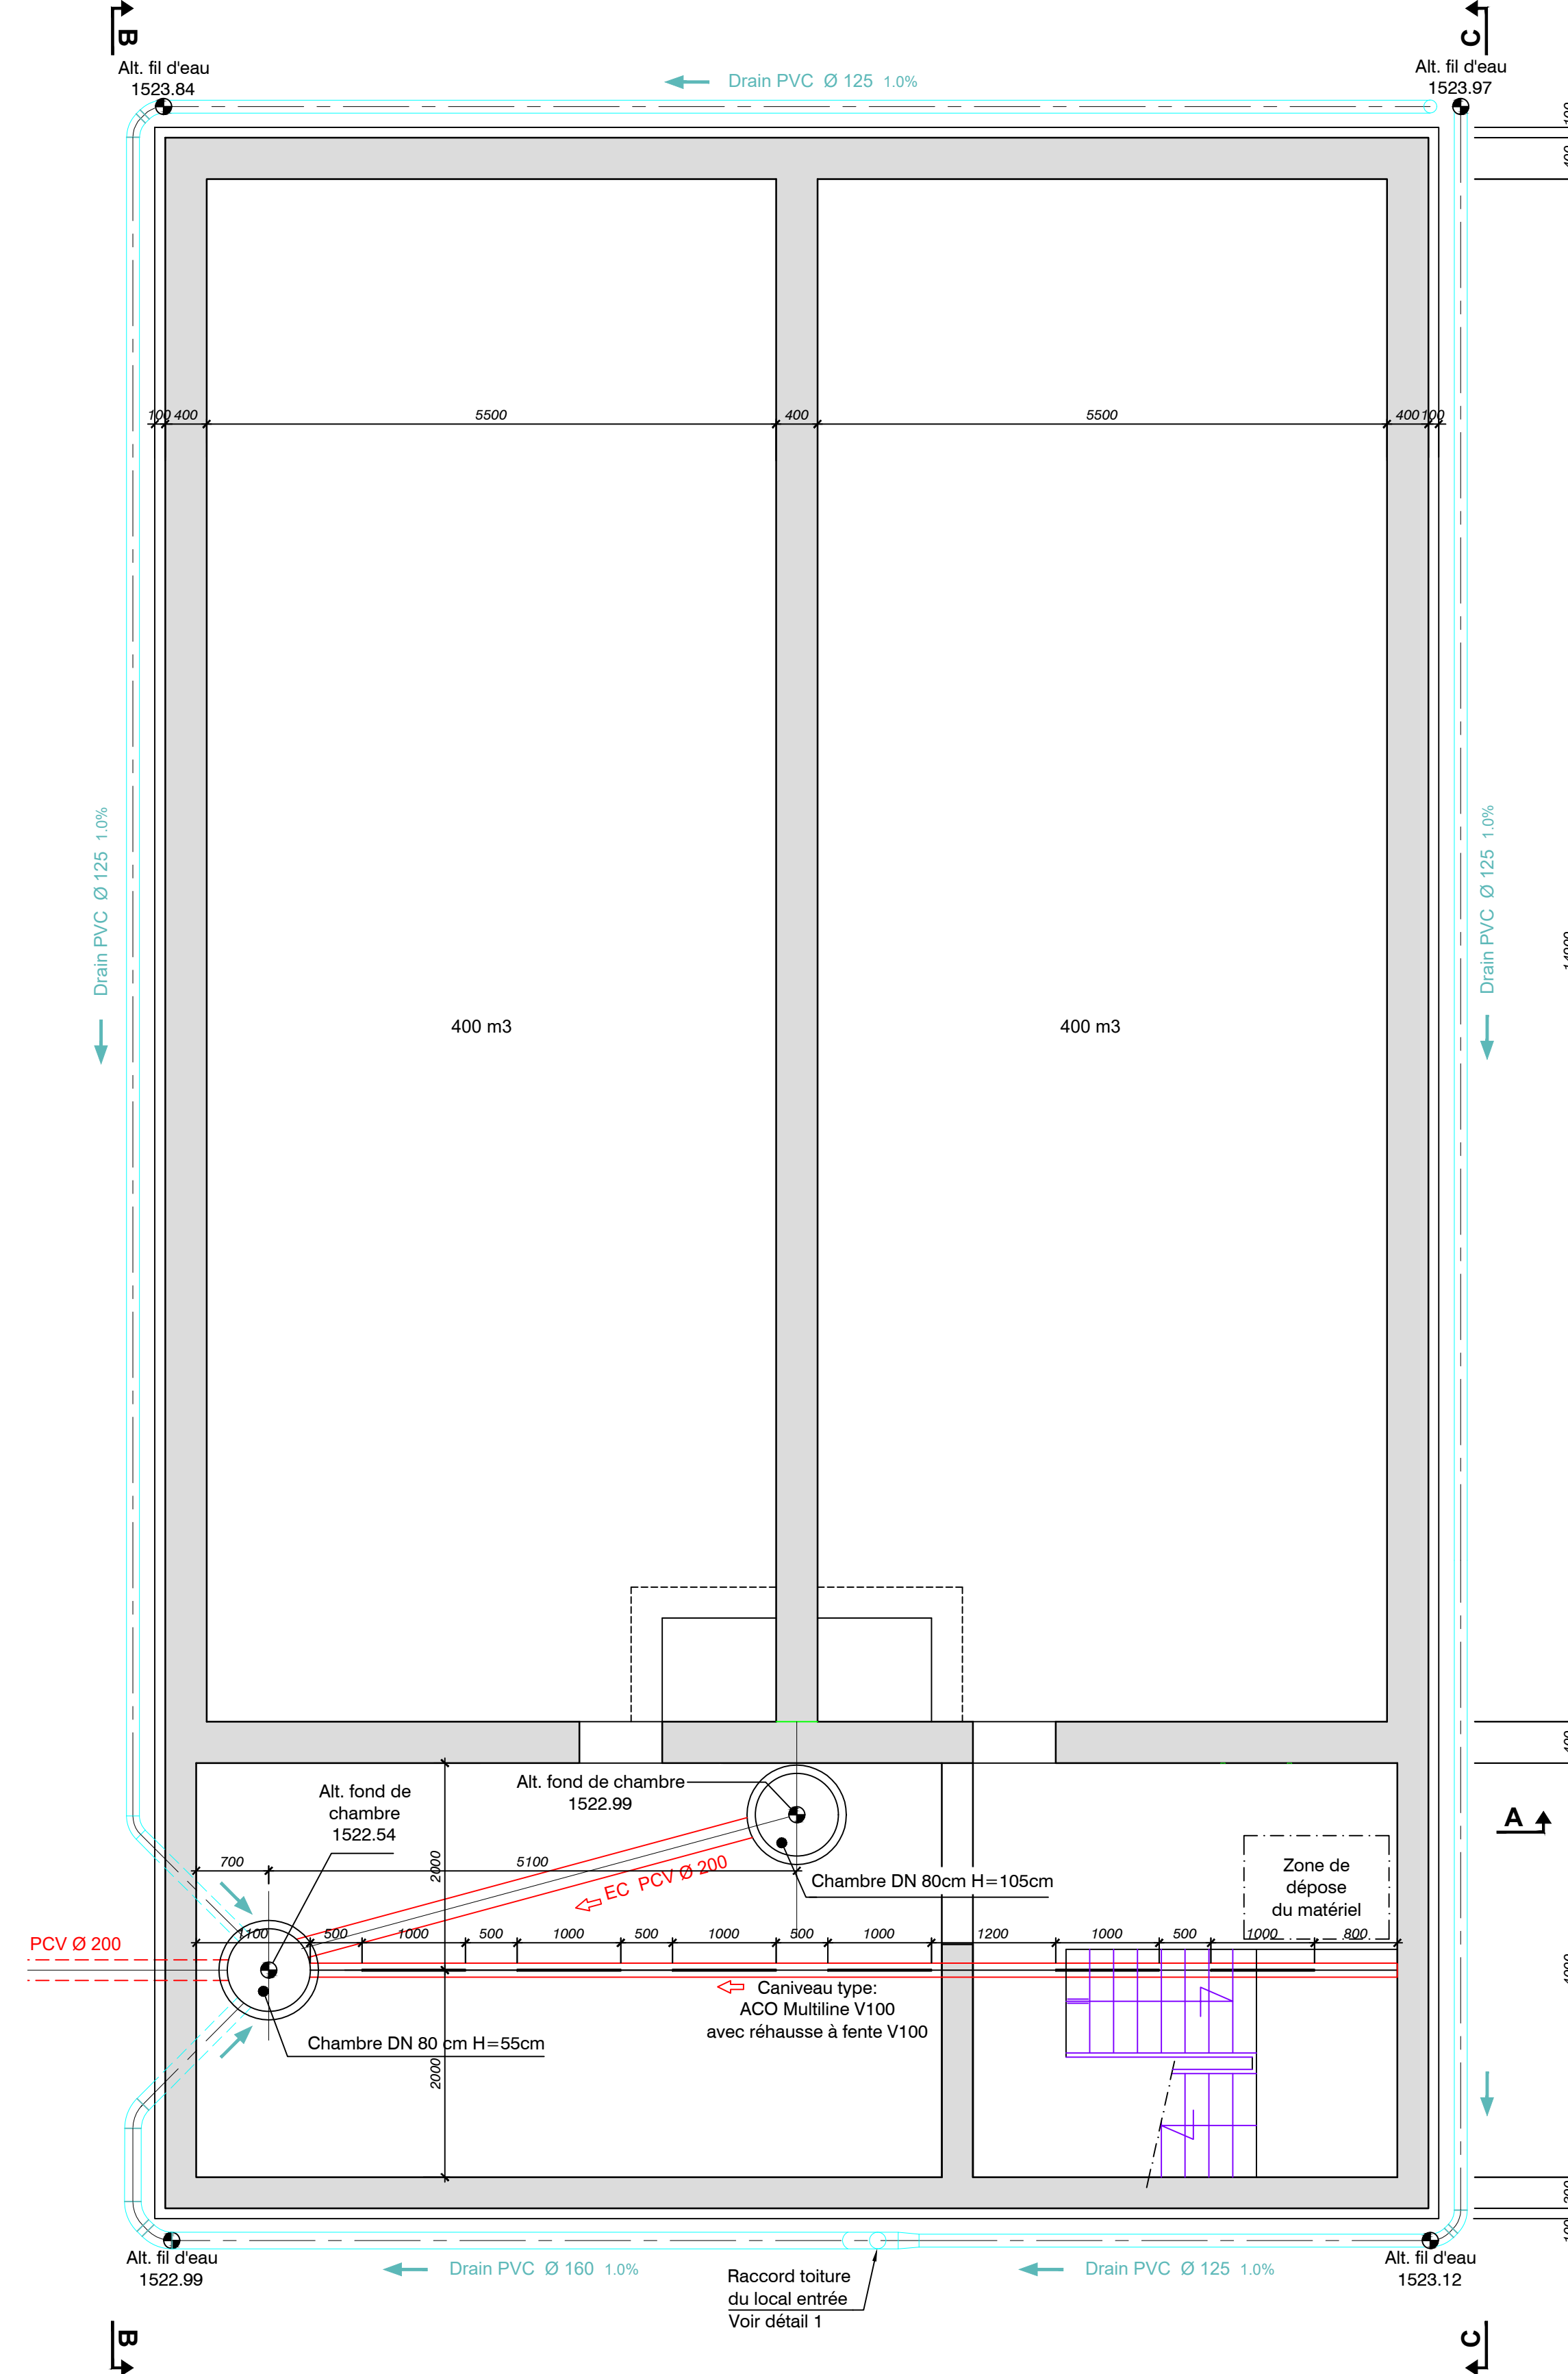 B
C
Alt. fil d'eau
1523.84
Drain PVC Ø 125 1.0%
Alt. fil d'eau
1523.97
100
400
100 400
5500
400
5500
400 100
Drain PVC Ø 125 1.0%
Drain PVC Ø 125 1.0%
400 m3
400 m3
400
Alt. fond de
chambre
1522.54
Alt. fond de chambre
1522.99
A
700
2000
5100
EC PCV Ø 200
Chambre DN 80cm H=105cm
Zone de
dépose
du matériel
PCV Ø 200
1100
500
1000
500
1000
500
1000
500
1000
1200
1000
500
1000
800
Caniveau type:
ACO Multiline V100
avec réhausse à fente V100
Chambre DN 80 cm H=55cm
2000
Alt. fil d'eau
1522.99
Drain PVC Ø 160 1.0%
Raccord toiture
du local entrée
Voir détail 1
Drain PVC Ø 125 1.0%
Alt. fil d'eau
1523.12
B
C